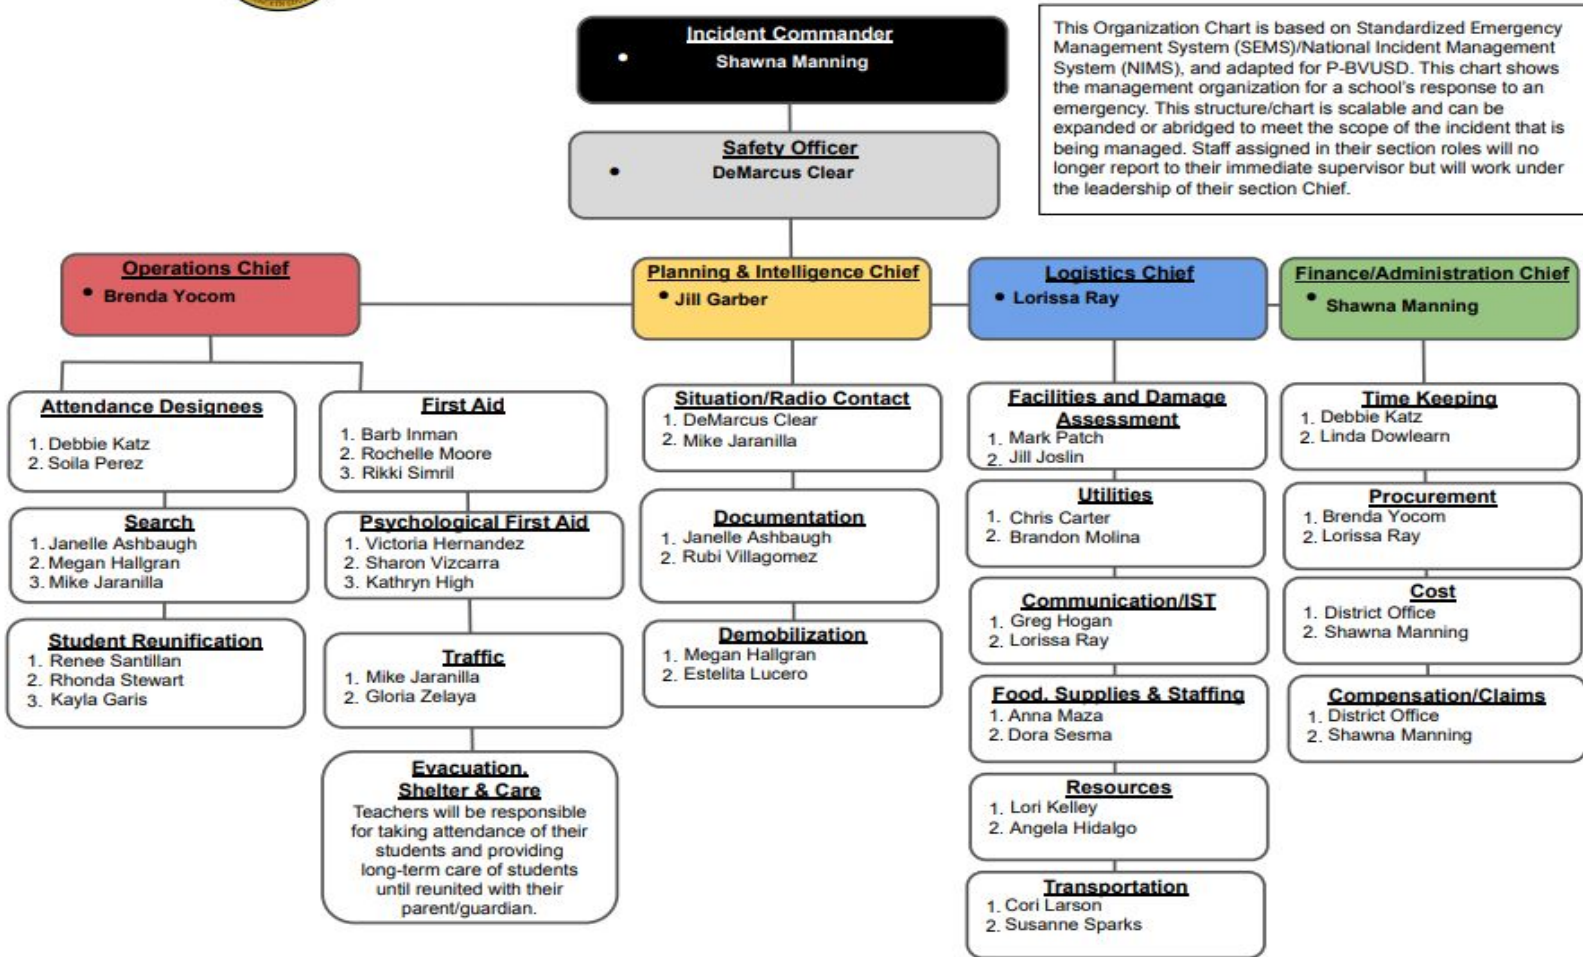 Incident Commander
• Shawna Manning
This Organization Chart is based on Standardized Emergency
Management System (SEMS)/National Incident Management
System (NIMS), and adapted for P-BVUSD. This chart shows
the management organization for a school's response to an
emergency. This structure/chart is scalable and can be
expanded or abridged to meet the scope of the incident that is
being managed. Staff assigned in their section roles will no
longer report to their immediate supervisor but will work under
the leadership of their section Chief.
Safety Officer
• DeMarcus Clear
Operations Chief
• Brenda Yocom
Planning & Intelligence Chief
• Jill Garber
Logistics Chief
• Lorissa Ray
Finance/Administration Chief
• Shawna Manning
Attendance Designees
1. Debbie Katz
2. Soila Perez
Search
1. Janelle Ashbaugh
2. Megan Hallgran
3. Mike Jaranilla
Student Reunification
1. Renee Santillan
2. Rhonda Stewart
3. Kayla Garis
First Aid
1. Barb Inman
2. Rochelle Moore
3. Rikki Simril
Psychological First Aid
1. Victoria Hernandez
2. Sharon Vizcarra
3. Kathryn High
Traffic
1. Mike Jaranilla
2. Gloria Zelaya
Evacuation,
Shelter & Care
Teachers will be responsible
for taking attendance of their
students and providing
long-term care of students
until reunited with their
parent/guardian.
Situation/Radio Contact
1. DeMarcus Clear
2. Mike Jaranilla
Documentation
1. Janelle Ashbaugh
2. Rubi Villagomez
Demobilization
1. Megan Hallgran
2. Estelita Lucero
Facilities and Damage
Assessment
1. Mark Patch
2. Jill Joslin
Utilities
1. Chris Carter
2. Brandon Molina
Communication/IST
1. Greg Hogan
2. Lorissa Ray
Food, Supplies & Staffing
1. Anna Maza
2. Dora Sesma
Resources
1. Lori Kelley
2. Angela Hidalgo
Transportation
1. Cori Larson
2. Susanne Sparks
Time Keeping
1. Debbie Katz
2. Linda Dowlearn
Procurement
1. Brenda Yocom
2. Lorissa Ray
Cost
1. District Office
2. Shawna Manning
Compensation/Claims
1. District Office
2. Shawna Manning